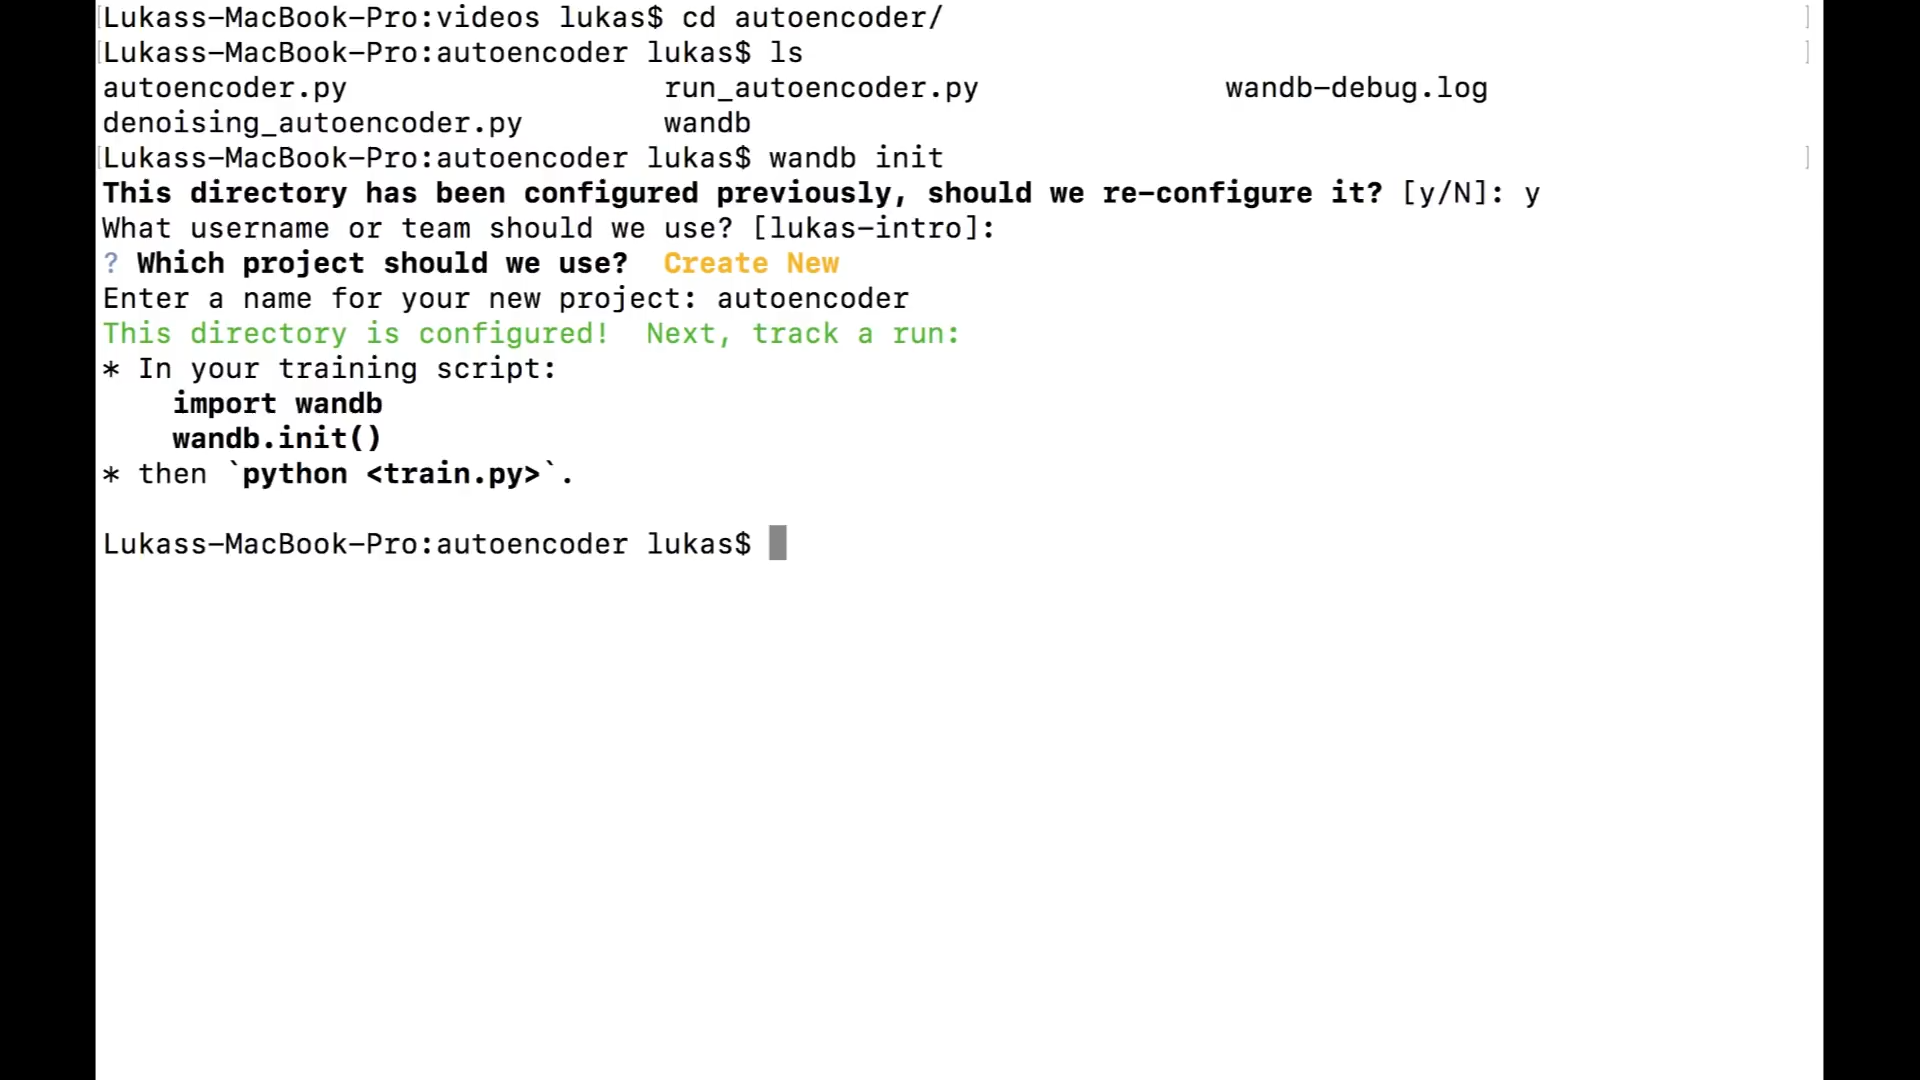 Lukass-MacBook-Pro:videos lukas$ cd autoencoder/
Lukass-MacBook-Pro:autoencoder lukas$ ls
autoencoder.py run_autoencoder.py wandb-debug.log
denoising_autoencoder.py wandb
Lukass-MacBook-Pro:autoencoder lukas$ wandb init
This directory has been configured previously, should we re-configure it? [y/N]: y
What username or team should we use? [lukas-intro]:
? Which project should we use? Create New
Enter a name for your new project: autoencoder
This directory is configured! Next, track a run:
* In your training script:
import wandb
wandb.init()
* then `python <train.py>`.
Lukass-MacBook-Pro:autoencoder lukas$